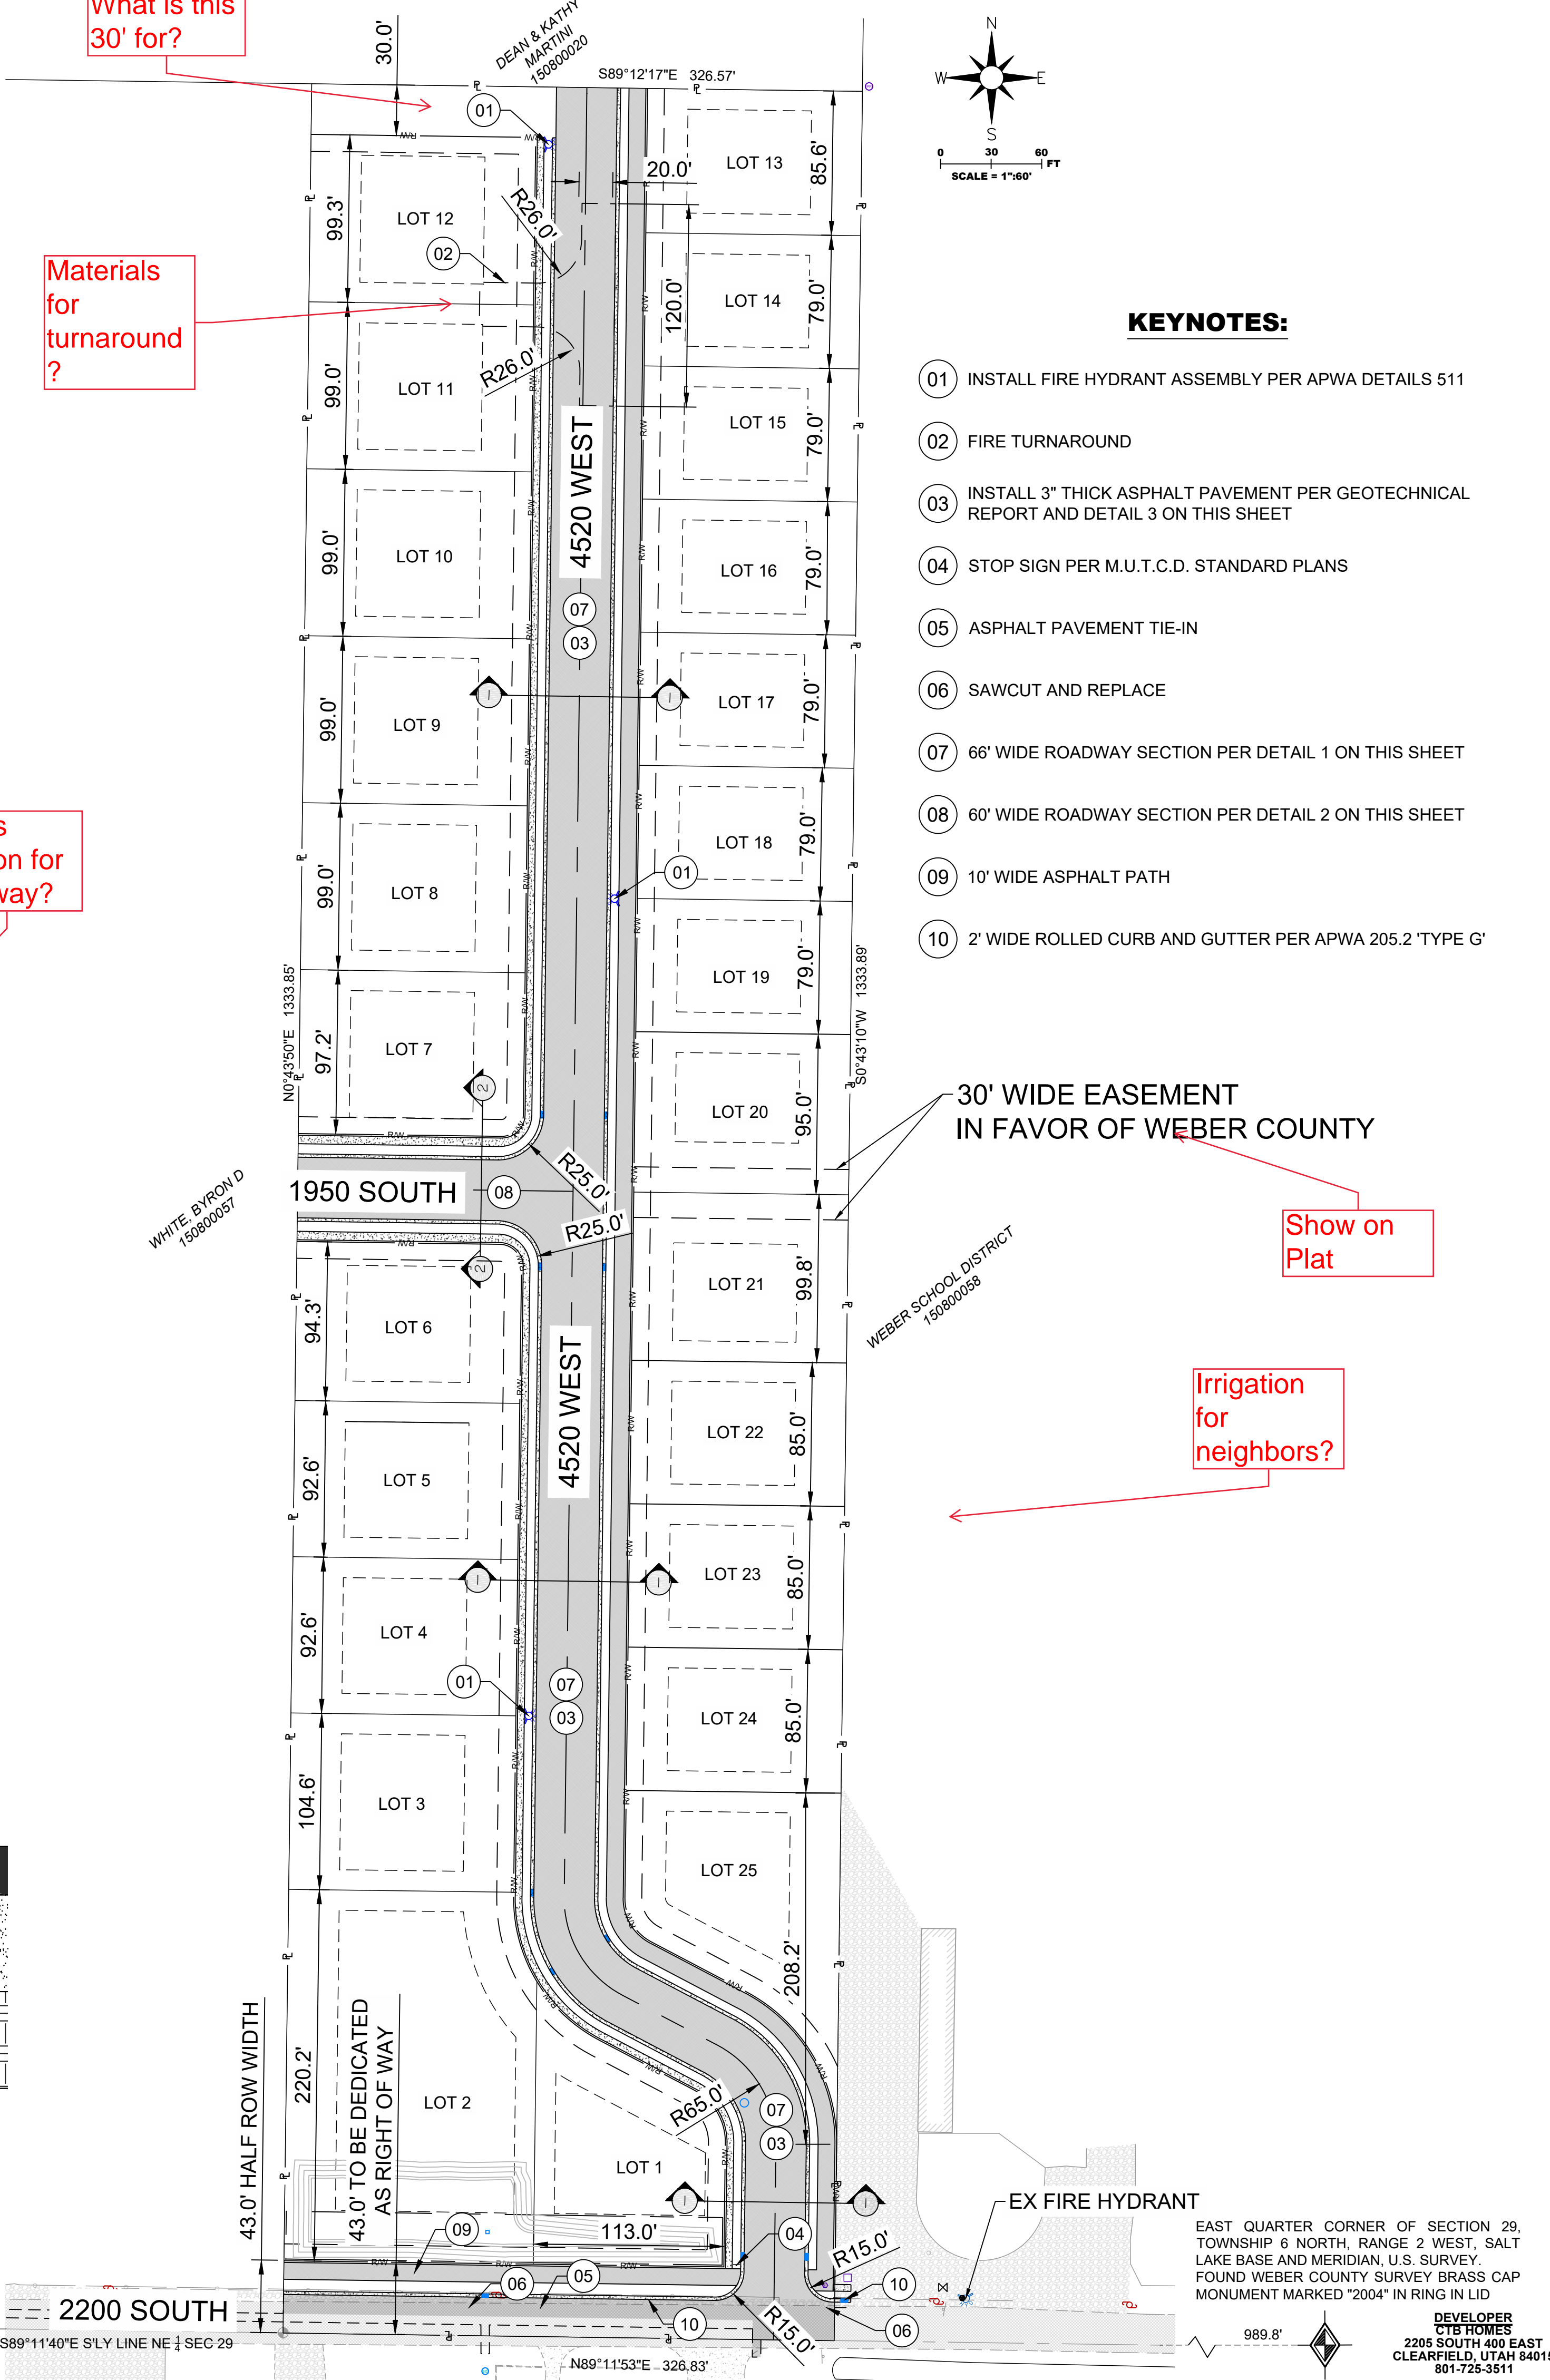 What is this
30' for?
30.0'
DEAN & KATHY
MARTINI
150800020
S89°12'17"E 326.57'
N
W
E
S
0 30 60
FT
SCALE = 1":60'
01
20.0'
LOT 13
85.6'
99.3'
LOT 12
R26.0'
02
Materials
for
turnaround
?
120.0'
LOT 14
79.0'
R26.0'
99.0'
LOT 11
LOT 15
79.0'
KEYNOTES:
01 INSTALL FIRE HYDRANT ASSEMBLY PER APWA DETAILS 511
02 FIRE TURNAROUND
03 INSTALL 3" THICK ASPHALT PAVEMENT PER GEOTECHNICAL
REPORT AND DETAIL 3 ON THIS SHEET
04 STOP SIGN PER M.U.T.C.D. STANDARD PLANS
05 ASPHALT PAVEMENT TIE-IN
06 SAWCUT AND REPLACE
07 66' WIDE ROADWAY SECTION PER DETAIL 1 ON THIS SHEET
08 60' WIDE ROADWAY SECTION PER DETAIL 2 ON THIS SHEET
09 10' WIDE ASPHALT PATH
10 2' WIDE ROLLED CURB AND GUTTER PER APWA 205.2 'TYPE G'
4520 WEST
99.0'
LOT 10
LOT 16
79.0'
07
03
99.0'
LOT 9
1
1
LOT 17
79.0'
s
on for
way?
99.0'
LOT 8
LOT 18
79.0'
01
LOT 19
79.0'
N0°43'50"E 1333.85'
S0°43'10"W 1333.89'
97.2'
LOT 7
2
LOT 20
95.0'
30' WIDE EASEMENT
IN FAVOR OF WEBER COUNTY
Show on
Plat
WHITE, BYRON D
150800057
1950 SOUTH
08
R25.0'
R25.0'
2
94.3'
LOT 6
LOT 21
99.8'
WEBER SCHOOL DISTRICT
150800058
4520 WEST
Irrigation
for
neighbors?
92.6'
LOT 5
LOT 22
85.0'
1
1
LOT 23
85.0'
92.6'
LOT 4
01
07
03
LOT 24
85.0'
104.6'
LOT 3
LOT 25
208.2'
43.0' HALF ROW WIDTH
220.2'
43.0' TO BE DEDICATED
AS RIGHT OF WAY
LOT 2
R65.0'
07
03
LOT 1
1
1
EX FIRE HYDRANT
113.0'
09
04
R15.0'
06
05
10
10
R15.0'
06
2200 SOUTH
S89°11'40"E S'LY LINE NE 1/4 SEC 29
N89°11'53"E 326.83'
989.8'
EAST QUARTER CORNER OF SECTION 29,
TOWNSHIP 6 NORTH, RANGE 2 WEST, SALT
LAKE BASE AND MERIDIAN, U.S. SURVEY.
FOUND WEBER COUNTY SURVEY BRASS CAP
MONUMENT MARKED "2004" IN RING IN LID
DEVELOPER
CTB HOMES
2205 SOUTH 400 EAST
CLEARFIELD, UTAH 84015
801-725-3511